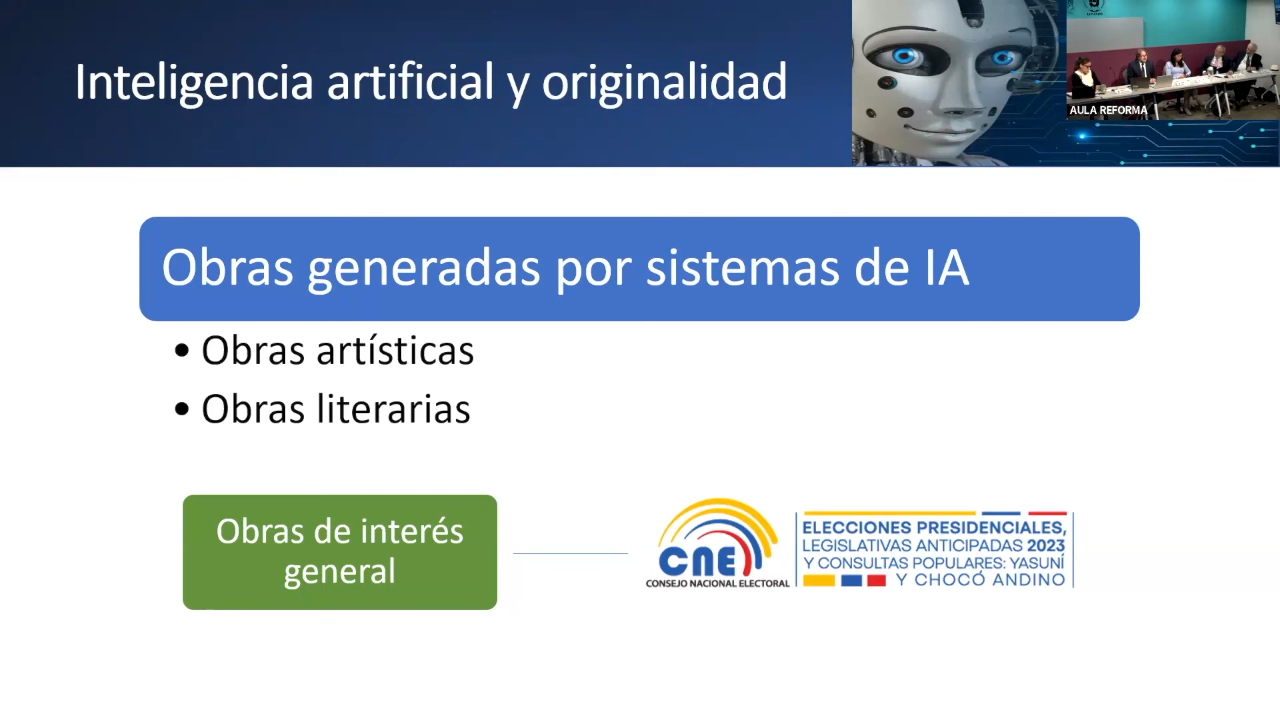 Inteligencia artificial y originalidad
AULA REFORMA
Obras generadas por sistemas de IA
• Obras artísticas
• Obras literarias
Obras de interés
general
CNE
CONSEJO NACIONAL ELECTORAL
ELECCIONES PRESIDENCIALES,
LEGISLATIVAS ANTICIPADAS 2023
Y CONSULTAS POPULARES: YASUNÍ
Y CHOCÓ ANDINO